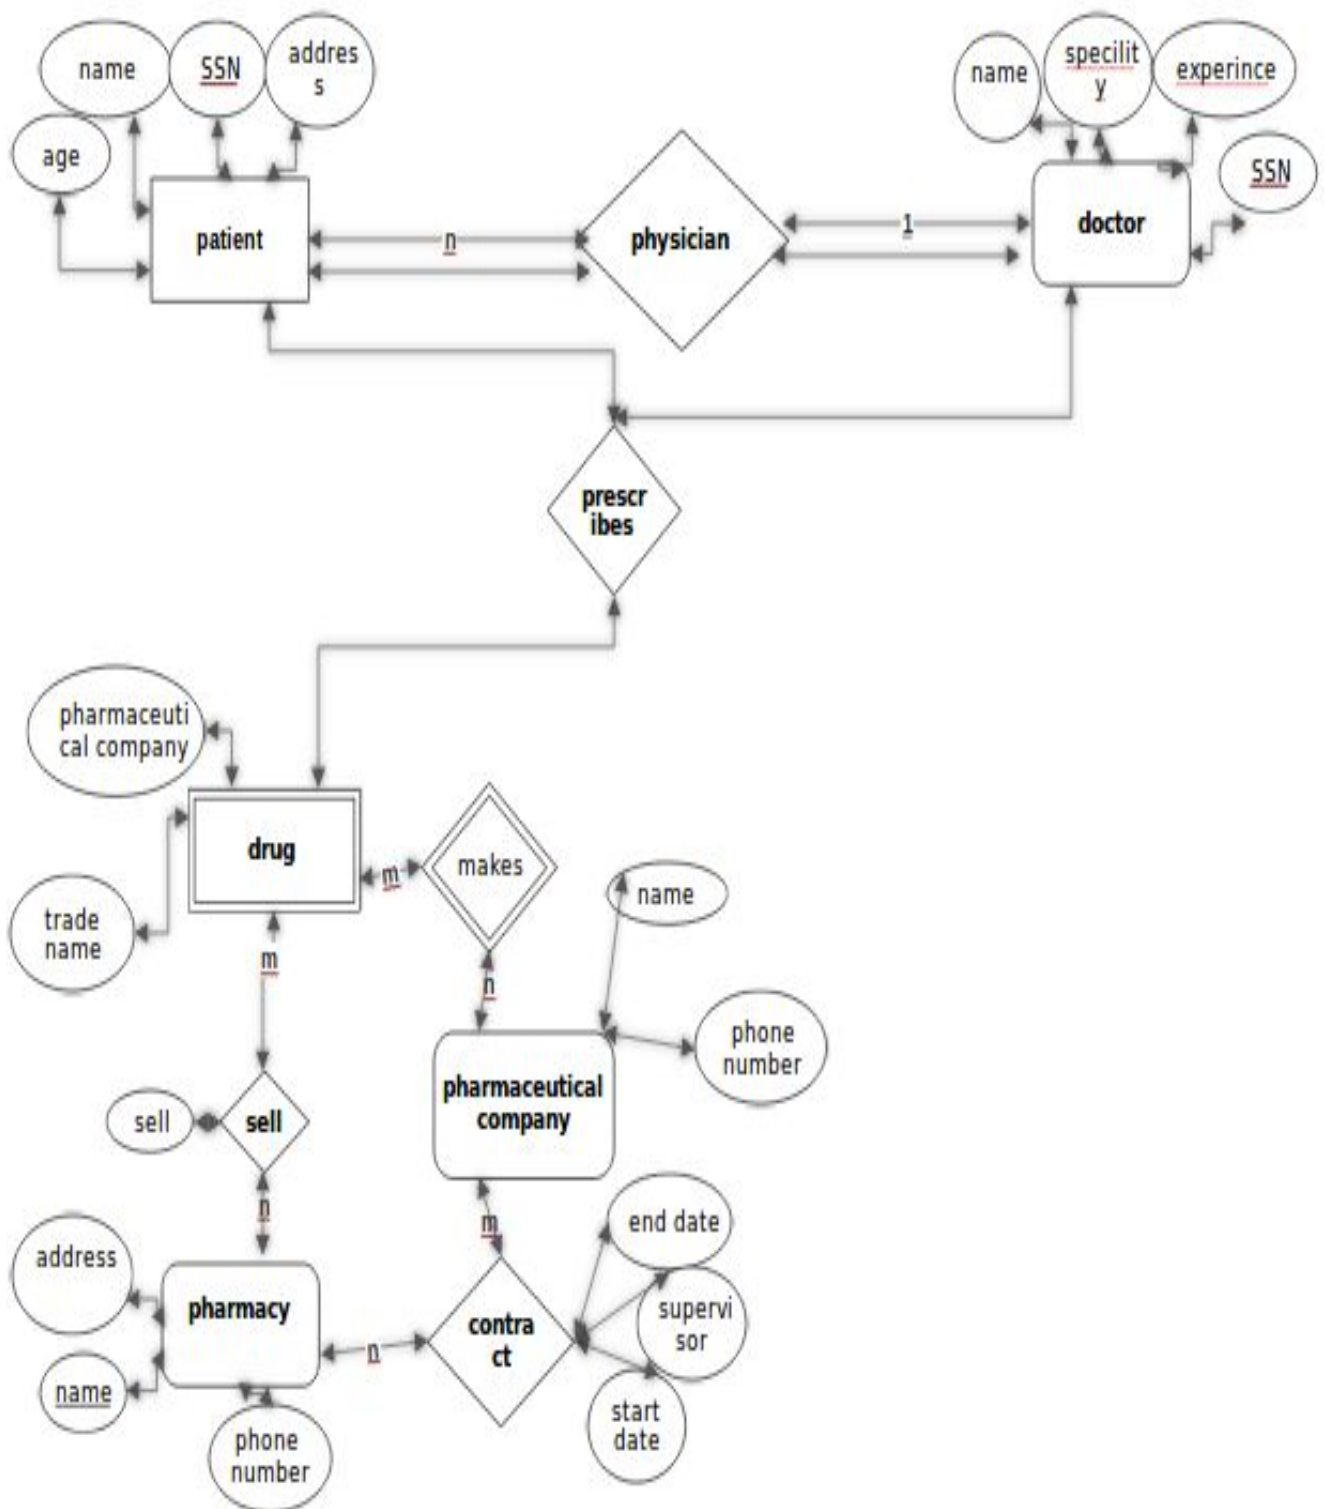 name
SSN
addres
s
age
patient
n
physician
1
name
specilit
y
experince
SSN
doctor
prescr
ibes
pharmaceuti
cal company
trade
name
drug
m
makes
n
name
phone
number
pharmaceutical
company
m
sell
sell
n
m
end date
supervi
sor
start
date
contra
ct
n
address
pharmacy
name
phone
number